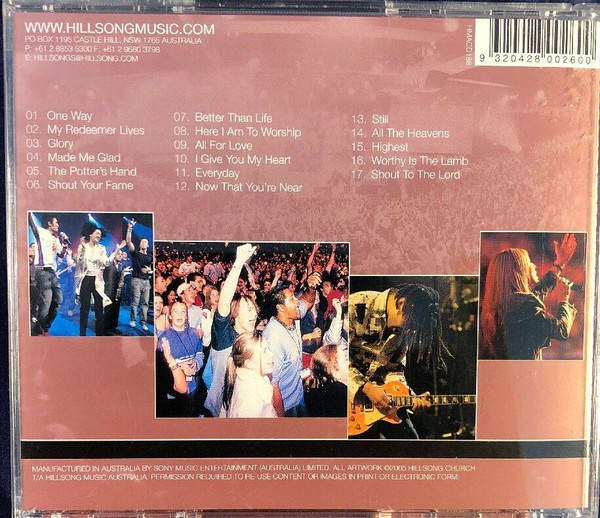 WWW.HILLSONGMUSIC.COM
PO BOX 1195 CASTLE HILL, NSW 1765 AUSTRALIA
P: +61 2 8853 5300 F: +61 2 9680 3798
E: HILLSONGS@HILLSONG.COM
HMACD188
9 320428 002600
01. One Way
02. My Redeemer Lives
03. Glory
04. Made Me Glad
05. The Potter's Hand
06. Shout Your Fame
07. Better Than Life
08. Here I Am To Worship
09. All For Love
10. I Give You My Heart
11. Everyday
12. Now That You're Near
13. Still
14. All The Heavens
15. Highest
16. Worthy Is The Lamb
17. Shout To The Lord
MANUFACTURED IN AUSTRALIA BY SONY MUSIC ENTERTAINMENT (AUSTRALIA) LIMITED. ALL ARTWORK ©2005 HILLSONG CHURCH
T/A HILLSONG MUSIC AUSTRALIA. PERMISSION REQUIRED TO RE-USE CONTENT OR IMAGES IN PRINT OR ELECTRONIC FORM.